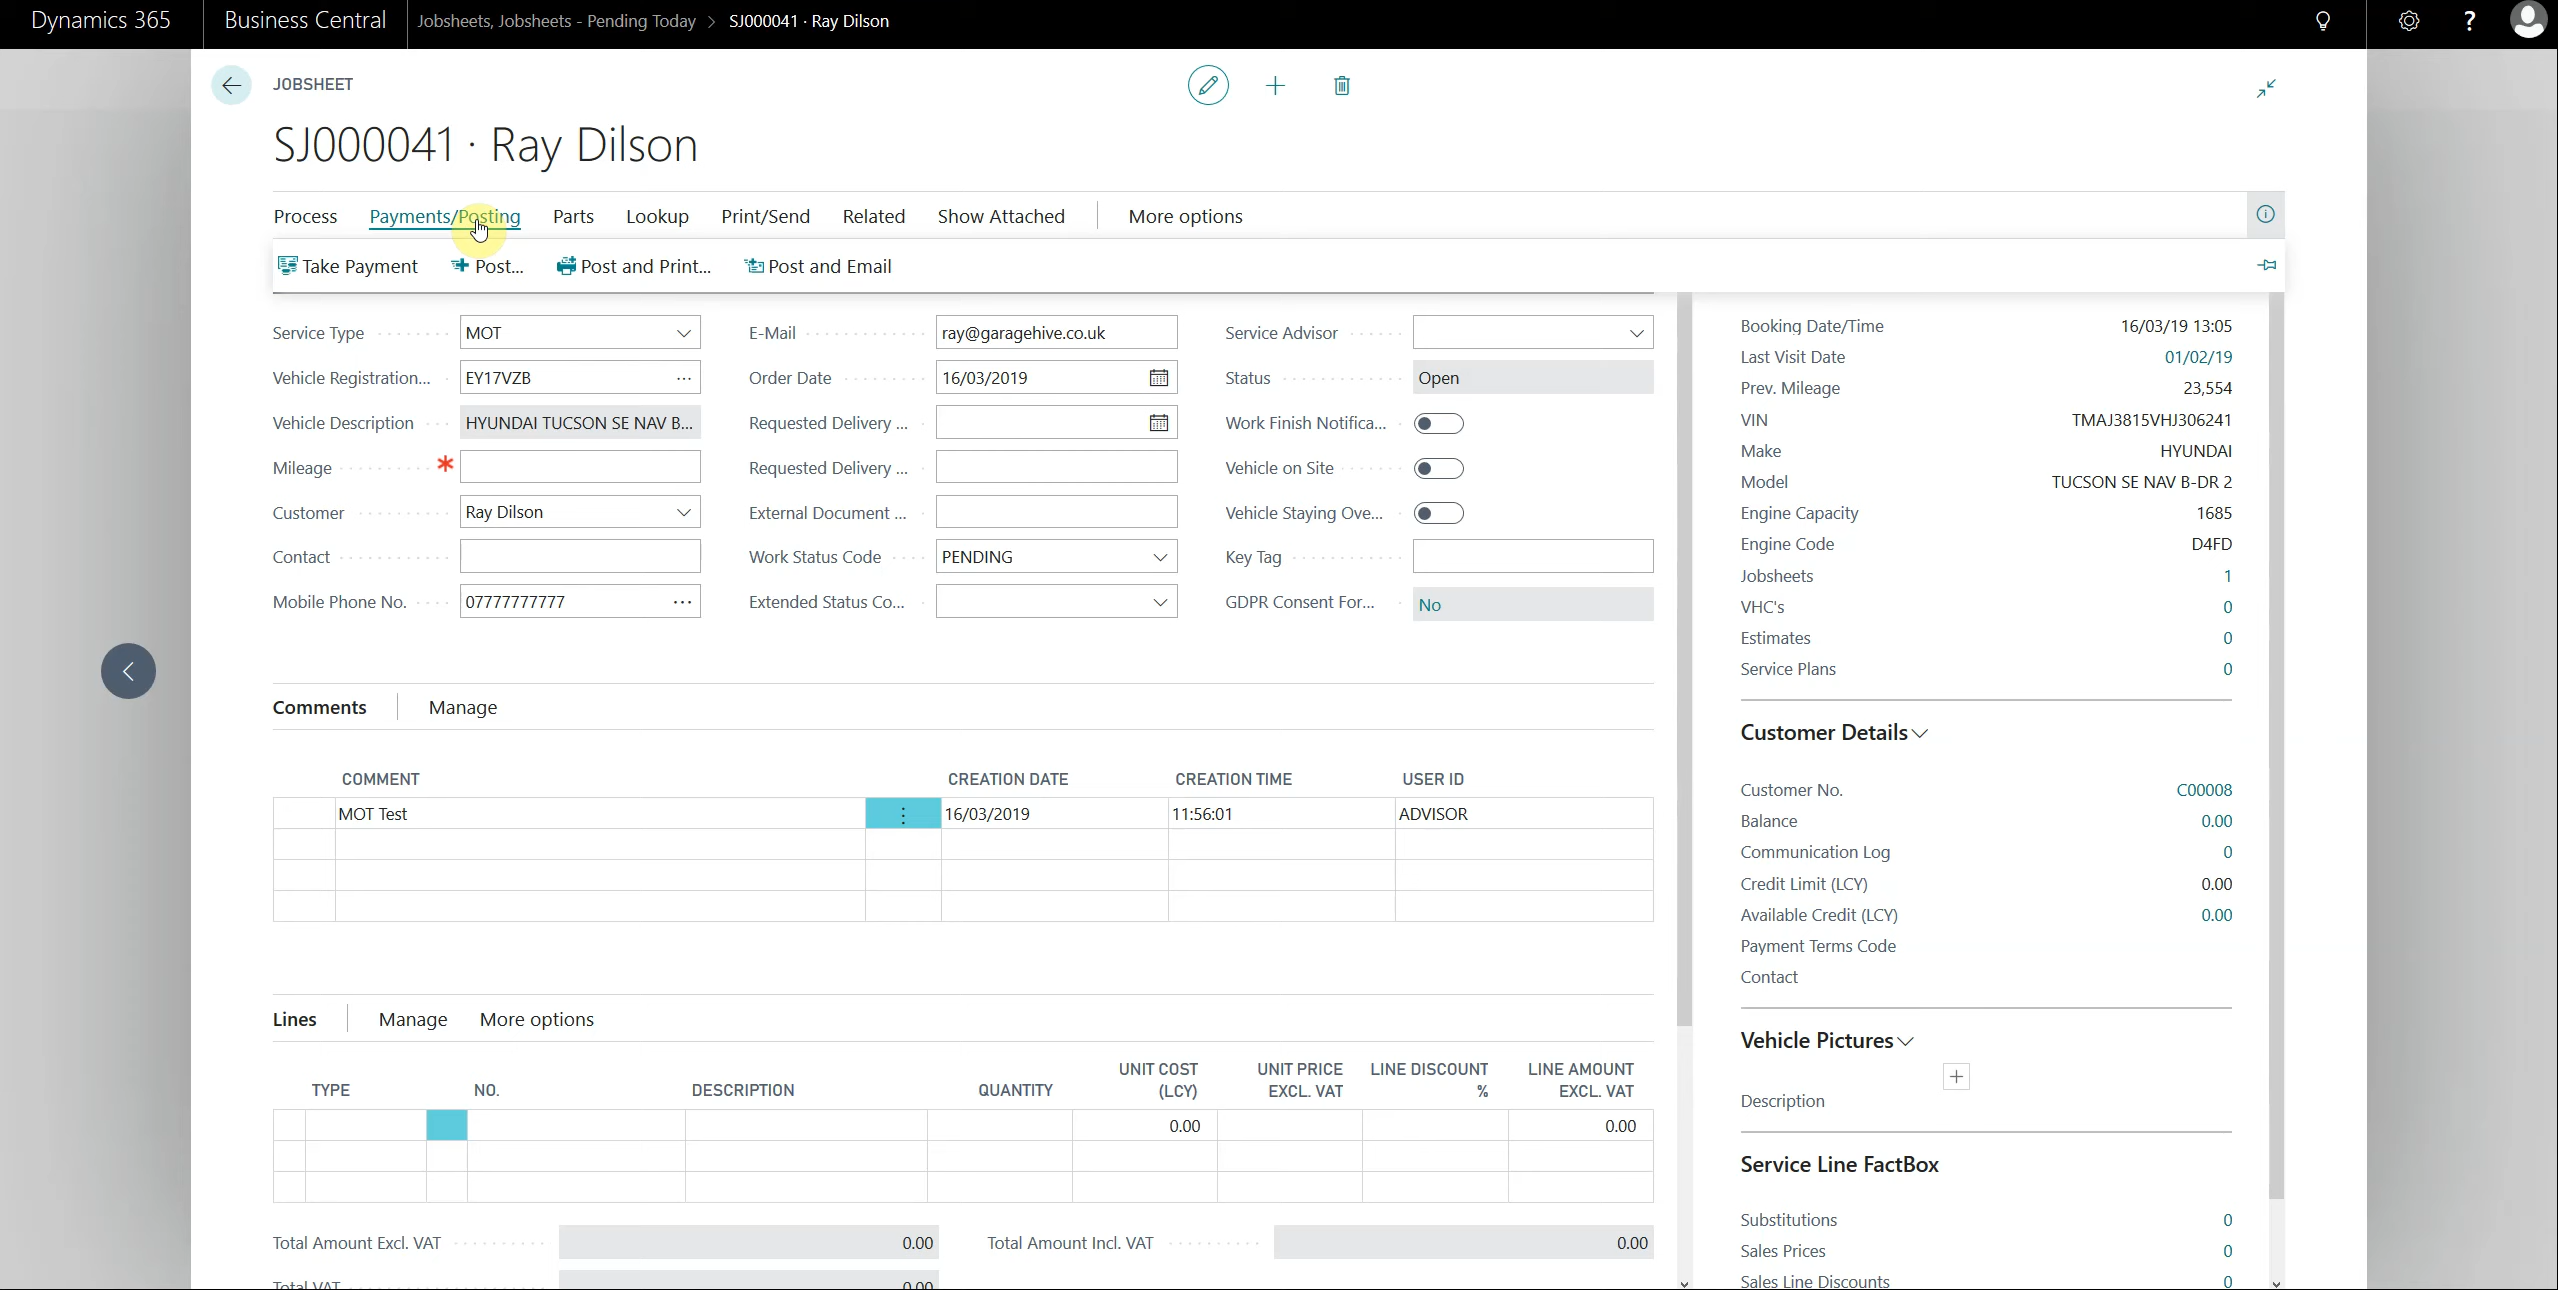 Dynamics 365 Business Central Jobsheets, Jobsheets - Pending Today > SJ000041 · Ray Dilson ?
JOBSHEET
SJ000041 · Ray Dilson
Process Payments/Posting Parts Lookup Print/Send Related Show Attached More options
Take Payment Post... Post and Print... Post and Email
Service Type MOT E-Mail ray@garagehive.co.uk Service Advisor
Vehicle Registration... EY17VZB Order Date 16/03/2019 Status Open
Vehicle Description HYUNDAI TUCSON SE NAV B... Requested Delivery ... Work Finish Notifica...
Mileage * Requested Delivery ... Vehicle on Site
Customer Ray Dilson External Document ... Vehicle Staying Ove...
Contact Work Status Code PENDING Key Tag
Mobile Phone No. 07777777777 Extended Status Co... GDPR Consent For... No
Comments Manage
COMMENT CREATION DATE CREATION TIME USER ID
MOT Test 16/03/2019 11:56:01 ADVISOR
Lines Manage More options
TYPE NO. DESCRIPTION QUANTITY UNIT COST (LCY) UNIT PRICE EXCL. VAT LINE DISCOUNT % LINE AMOUNT EXCL. VAT
0.00 0.00
Total Amount Excl. VAT 0.00 Total Amount Incl. VAT 0.00
Total VAT 0.00
Booking Date/Time 16/03/19 13:05
Last Visit Date 01/02/19
Prev. Mileage 23,554
VIN TMAJ3815VHJ306241
Make HYUNDAI
Model TUCSON SE NAV B-DR 2
Engine Capacity 1685
Engine Code D4FD
Jobsheets 1
VHC's 0
Estimates 0
Service Plans 0
Customer Details
Customer No. C00008
Balance 0.00
Communication Log 0
Credit Limit (LCY) 0.00
Available Credit (LCY) 0.00
Payment Terms Code
Contact
Vehicle Pictures
Description
Service Line FactBox
Substitutions 0
Sales Prices 0
Sales Line Discounts 0